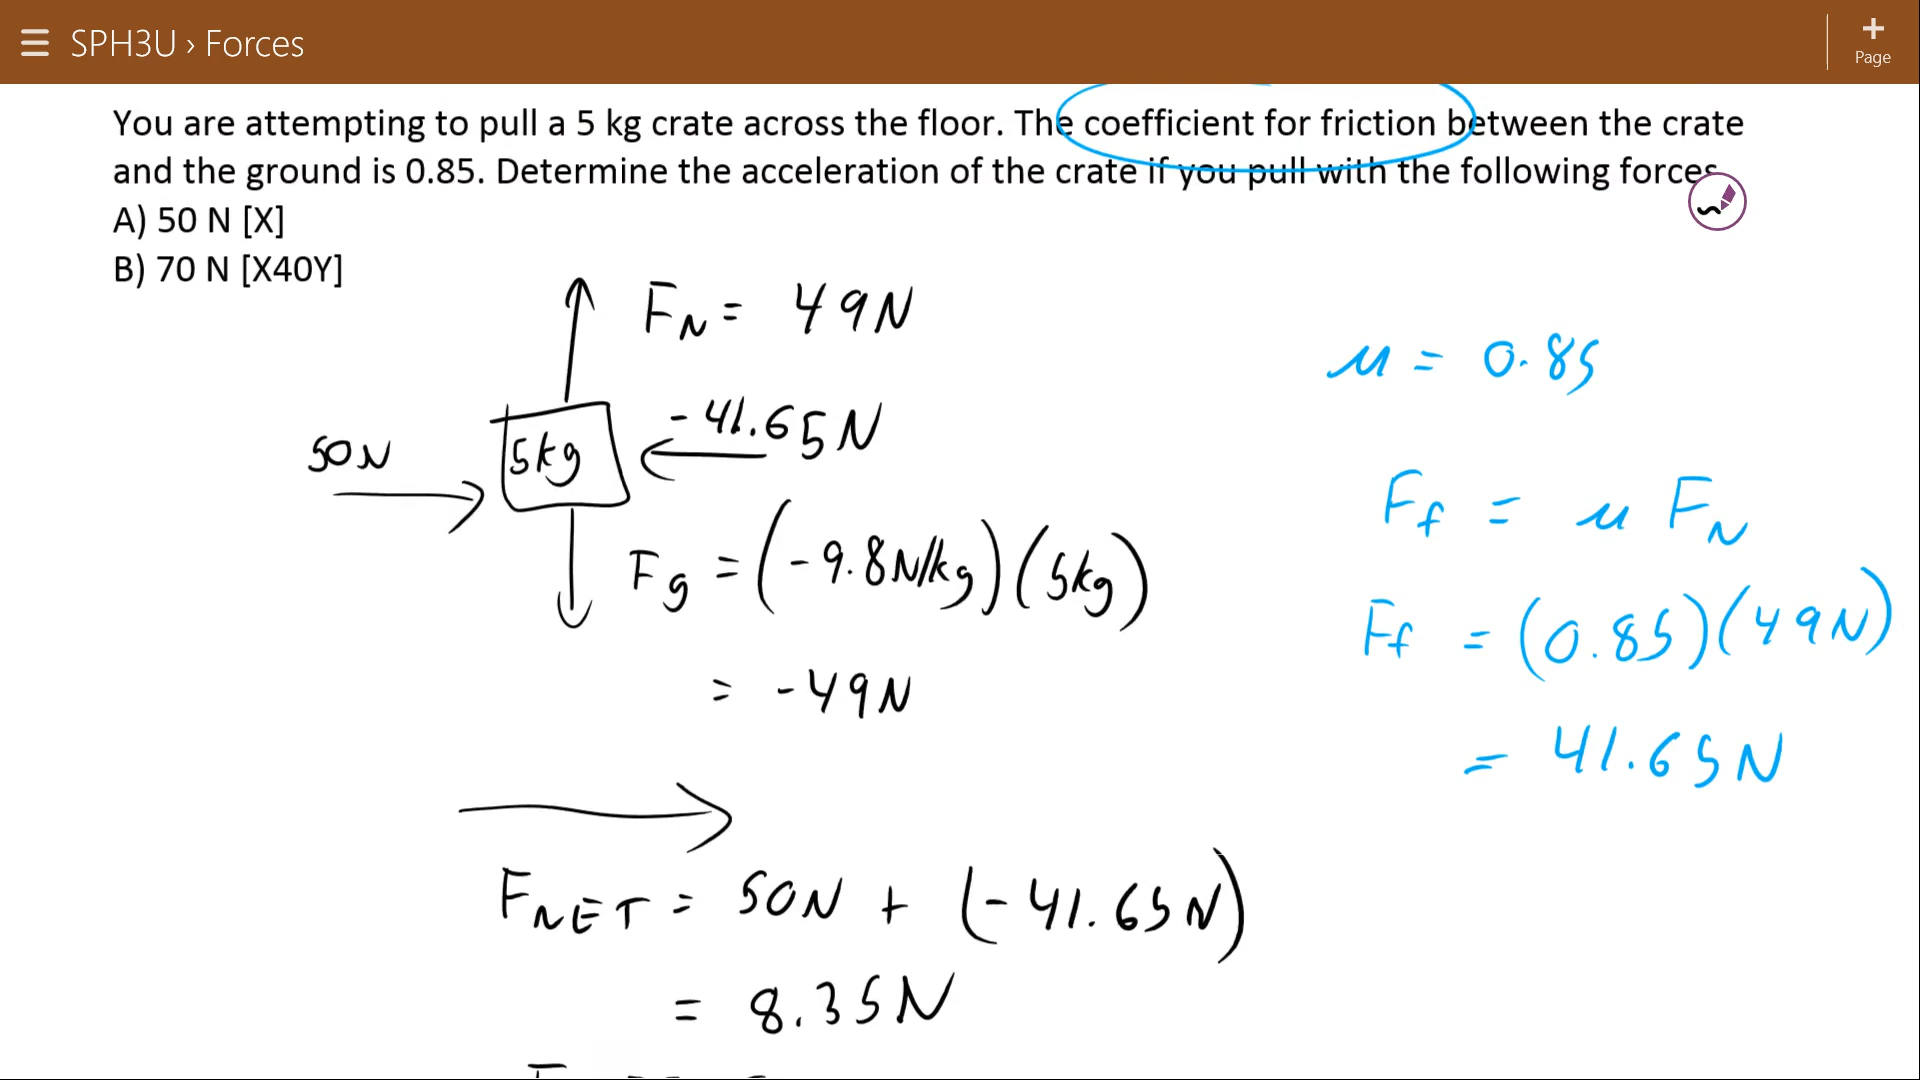 SPH3U › Forces
+
Page
You are attempting to pull a 5 kg crate across the floor. The coefficient for friction between the crate
and the ground is 0.85. Determine the acceleration of the crate if you pull with the following forces
A) 50 N [X]
B) 70 N [X40Y]
FN = 49N
μ = 0.85
-41.65N
50N
5kg
Ff = μ FN
Fg = (-9.8N/kg)(5kg)
Ff = (0.85)(49N)
= -49N
= 41.65N
FNET = 50N + (-41.65N)
= 8.35N